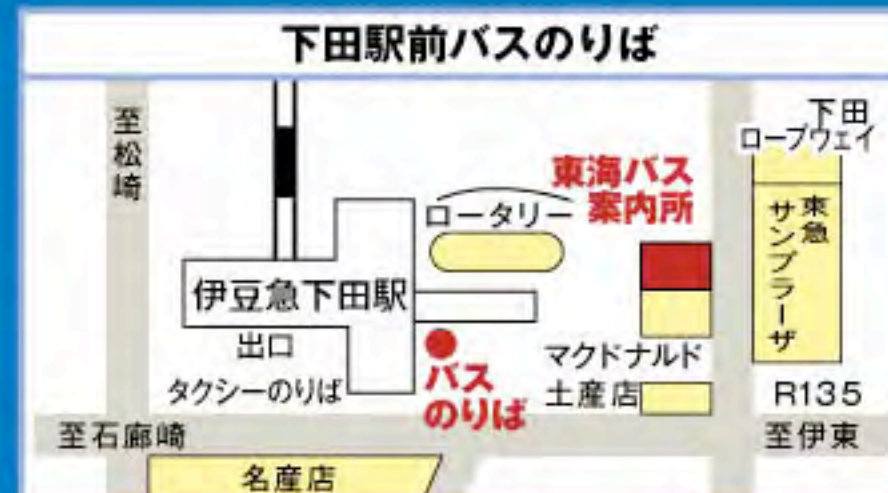 下田駅前バスのりば
至松崎
下田
ロープウェイ
東海バス
案内所
ロータリー
東急
サンプラーザ
伊豆急下田駅
出口
タクシーのりば
バス
のりば
マクドナルド
土産店
R135
至石廊崎
至伊東
名産店